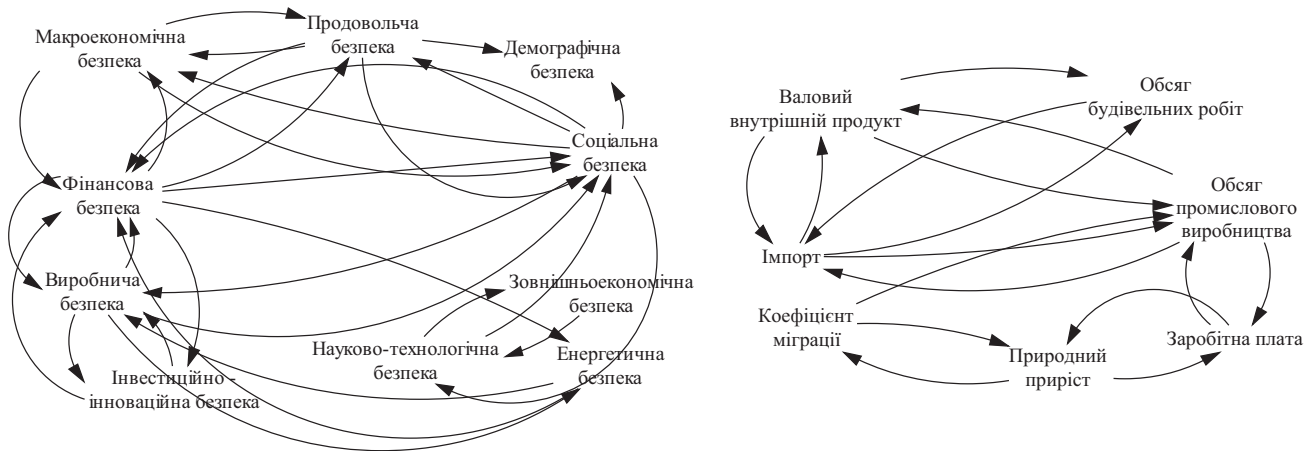 Продовольча
безпека
Макроекономічна
безпека
Демографічна
безпека
Соціальна
безпека
Фінансова
безпека
Виробнича
безпека
Зовнішньоекономічна
безпека
Науково-технологічна
безпека
Енергетична
безпека
Інвестиційно -
інноваційна безпека
Валовий
внутрішній продукт
Обсяг
будівельних робіт
Обсяг
промислового
виробництва
Імпорт
Коефіцієнт
міграції
Природний
приріст
Заробітна плата